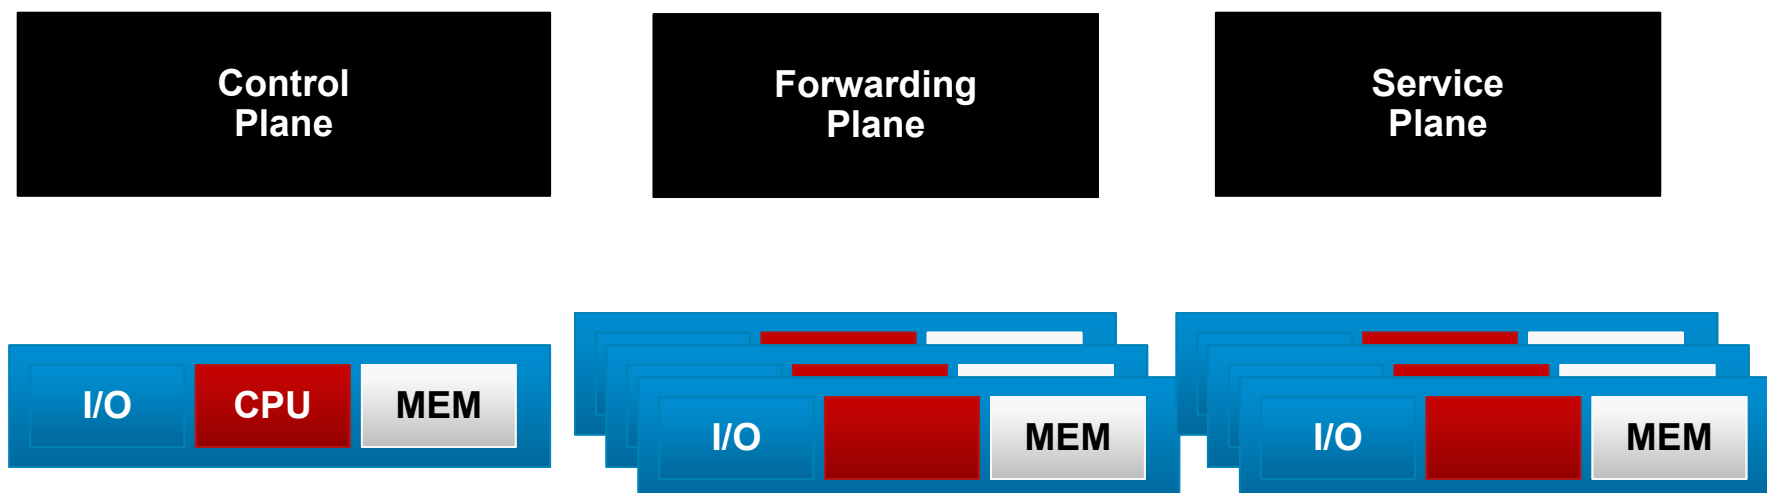 Control
Plane
Forwarding
Plane
Service
Plane
I/O CPU MEM
I/O MEM
I/O MEM